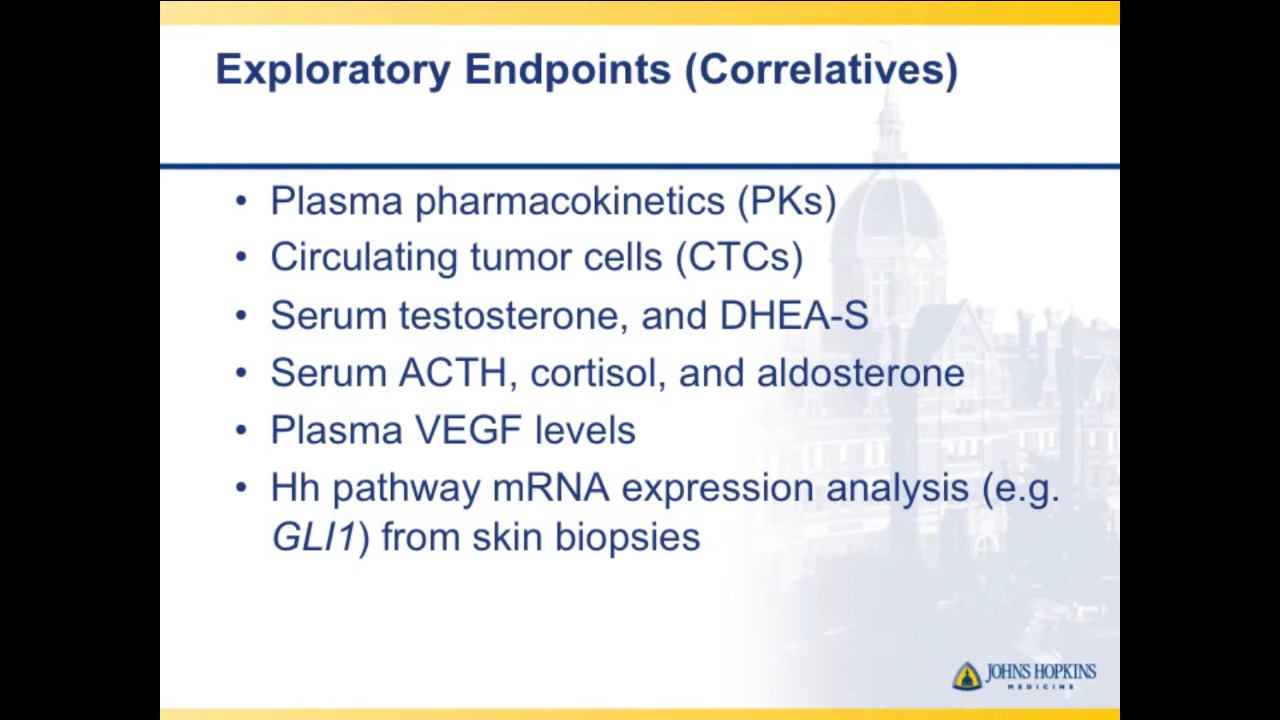 Exploratory Endpoints (Correlatives)
• Plasma pharmacokinetics (PKs)
• Circulating tumor cells (CTCs)
• Serum testosterone, and DHEA-S
• Serum ACTH, cortisol, and aldosterone
• Plasma VEGF levels
• Hh pathway mRNA expression analysis (e.g.
GLI1) from skin biopsies
JOHNS HOPKINS
MEDICINE